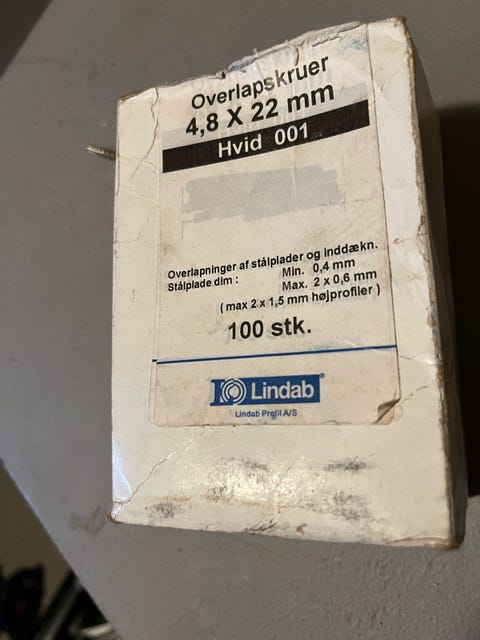 Overlapskruer
4,8 X 22 mm
Hvid 001
Overlapninger af stålplader og inddækn.
Stålplade dim : Min. 0,4 mm
Max. 2 x 0,6 mm
( max 2 x 1,5 mm højprofiler )
100 stk.
Lindab®
Lindab Profil A/S